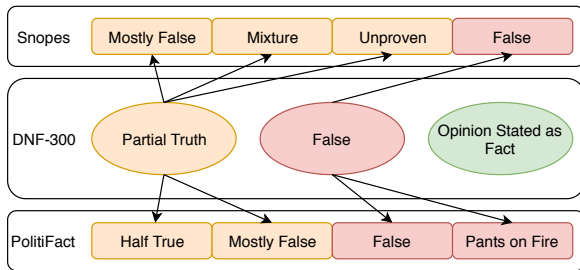 Snopes
Mostly False
Mixture
Unproven
False
DNF-300
Partial Truth
False
Opinion Stated as
Fact
PolitiFact
Half True
Mostly False
False
Pants on Fire